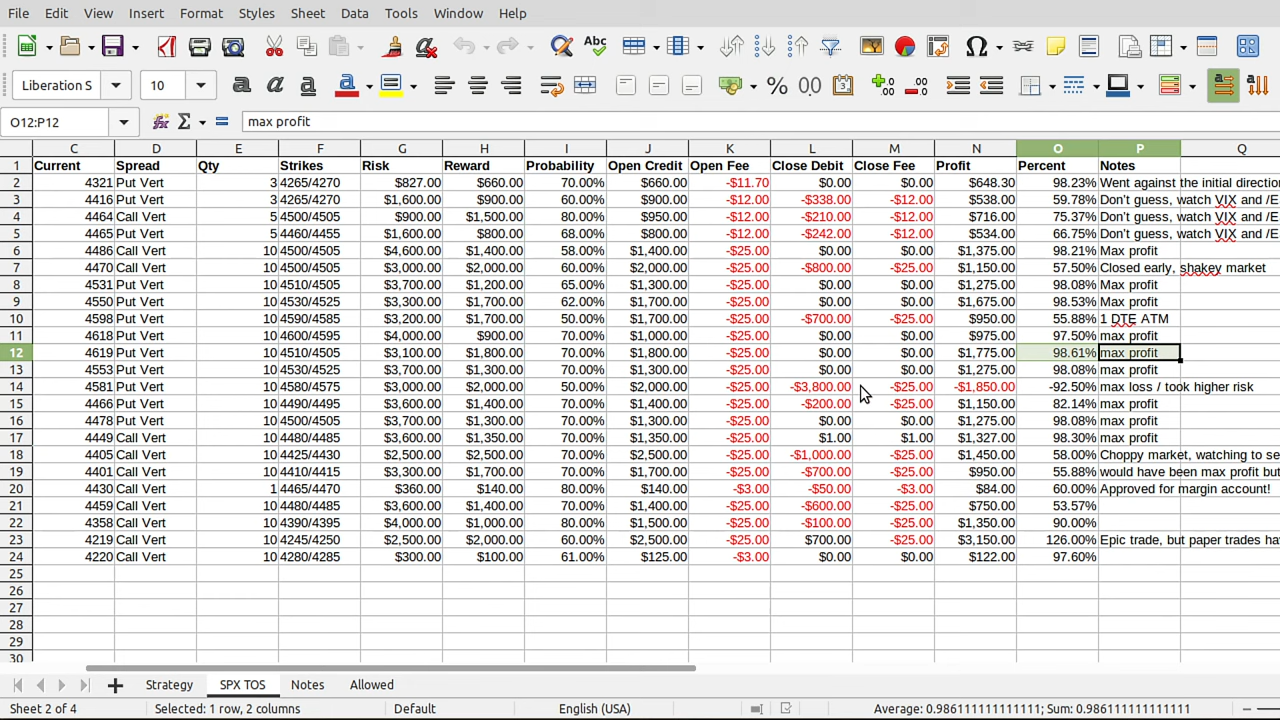 File Edit View Insert Format Styles Sheet Data Tools Window Help
Liberation S 10
O12:P12 max profit
C D E F G H I J K L M N O P Q
1 Current Spread Qty Strikes Risk Reward Probability Open Credit Open Fee Close Debit Close Fee Profit Percent Notes
2 4321 Put Vert 3 4265/4270 $827.00 $660.00 70.00% $660.00 -$11.70 $0.00 $0.00 $648.30 98.23% Went against the initial direction
3 4416 Put Vert 3 4265/4270 $1,600.00 $900.00 60.00% $900.00 -$12.00 -$338.00 -$12.00 $538.00 59.78% Don't guess, watch VIX and /E
4 4464 Call Vert 5 4500/4505 $900.00 $1,500.00 80.00% $950.00 -$12.00 -$210.00 -$12.00 $716.00 75.37% Don't guess, watch VIX and /E
5 4465 Put Vert 5 4460/4455 $1,600.00 $800.00 68.00% $800.00 -$12.00 -$242.00 -$12.00 $534.00 66.75% Don't guess, watch VIX and /E
6 4486 Call Vert 10 4500/4505 $4,600.00 $1,400.00 58.00% $1,400.00 -$25.00 $0.00 $0.00 $1,375.00 98.21% Max profit
7 4470 Call Vert 10 4500/4505 $3,000.00 $2,000.00 60.00% $2,000.00 -$25.00 -$800.00 -$25.00 $1,150.00 57.50% Closed early, shakey market
8 4531 Put Vert 10 4510/4505 $3,700.00 $1,200.00 65.00% $1,300.00 -$25.00 $0.00 $0.00 $1,275.00 98.08% Max profit
9 4550 Put Vert 10 4530/4525 $3,300.00 $1,700.00 62.00% $1,700.00 -$25.00 $0.00 $0.00 $1,675.00 98.53% Max profit
10 4598 Put Vert 10 4590/4585 $3,200.00 $1,700.00 50.00% $1,700.00 -$25.00 -$700.00 -$25.00 $950.00 55.88% 1 DTE ATM
11 4618 Put Vert 10 4600/4595 $4,000.00 $900.00 70.00% $1,000.00 -$25.00 $0.00 $0.00 $975.00 97.50% max profit
12 4619 Put Vert 10 4510/4505 $3,100.00 $1,800.00 70.00% $1,800.00 -$25.00 $0.00 $0.00 $1,775.00 98.61% max profit
13 4553 Put Vert 10 4530/4525 $3,700.00 $1,300.00 70.00% $1,300.00 -$25.00 $0.00 $0.00 $1,275.00 98.08% max profit
14 4581 Put Vert 10 4580/4575 $3,000.00 $2,000.00 50.00% $2,000.00 -$25.00 -$3,800.00 -$25.00 -$1,850.00 -92.50% max loss / took higher risk
15 4466 Put Vert 10 4490/4495 $3,600.00 $1,400.00 70.00% $1,400.00 -$25.00 -$200.00 -$25.00 $1,150.00 82.14% max profit
16 4478 Put Vert 10 4500/4505 $3,700.00 $1,300.00 70.00% $1,300.00 -$25.00 $0.00 $0.00 $1,275.00 98.08% max profit
17 4449 Call Vert 10 4480/4485 $3,600.00 $1,350.00 70.00% $1,350.00 -$25.00 $1.00 $1.00 $1,327.00 98.30% max profit
18 4405 Call Vert 10 4425/4430 $2,500.00 $2,500.00 70.00% $2,500.00 -$25.00 -$1,000.00 -$25.00 $1,450.00 58.00% Choppy market, watching to se
19 4401 Call Vert 10 4410/4415 $3,300.00 $1,700.00 70.00% $1,700.00 -$25.00 -$700.00 -$25.00 $950.00 55.88% would have been max profit but
20 4430 Call Vert 1 4465/4470 $360.00 $140.00 80.00% $140.00 -$3.00 -$50.00 -$3.00 $84.00 60.00% Approved for margin account!
21 4459 Call Vert 10 4480/4485 $3,600.00 $1,400.00 70.00% $1,400.00 -$25.00 -$600.00 -$25.00 $750.00 53.57%
22 4358 Call Vert 10 4390/4395 $4,000.00 $1,000.00 80.00% $1,500.00 -$25.00 -$100.00 -$25.00 $1,350.00 90.00%
23 4219 Call Vert 10 4245/4250 $2,500.00 $2,000.00 60.00% $2,500.00 -$25.00 $700.00 -$25.00 $3,150.00 126.00% Epic trade, but paper trades ha
24 4220 Call Vert 10 4280/4285 $300.00 $100.00 61.00% $125.00 -$3.00 $0.00 $0.00 $122.00 97.60%
25
26
27
28
29
30
Strategy SPX TOS Notes Allowed
Sheet 2 of 4 Selected: 1 row, 2 columns Default English (USA) Average: 0.986111111111111; Sum: 0.986111111111111